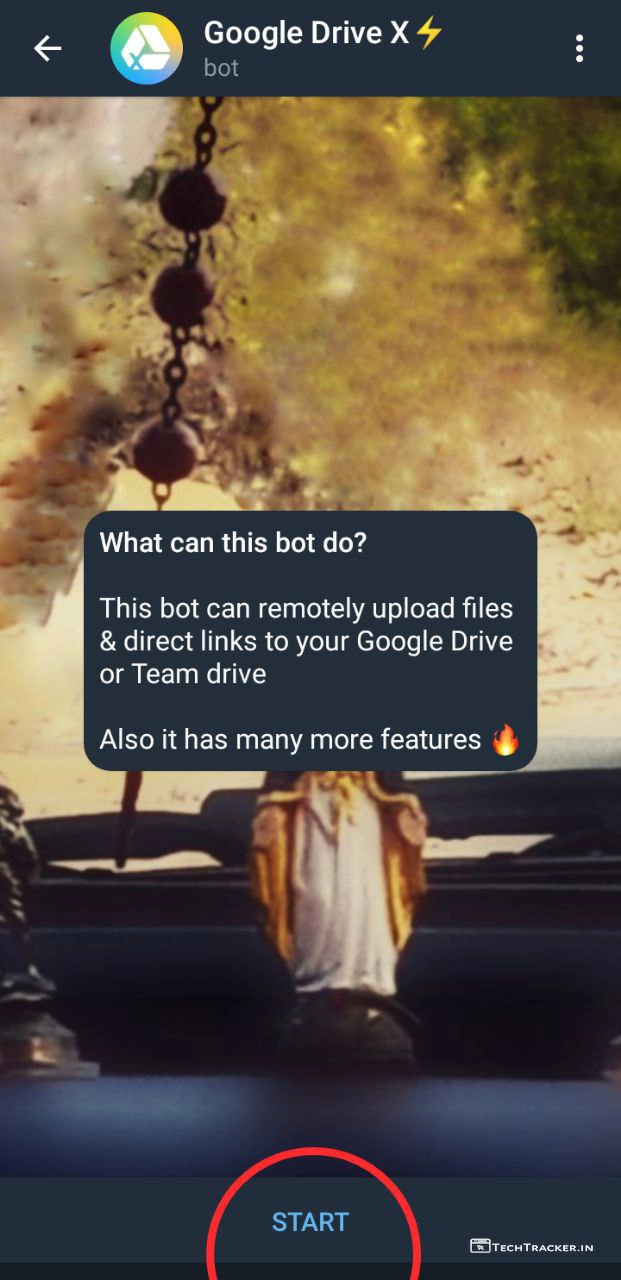 Google Drive X⚡
bot
What can this bot do?
This bot can remotely upload files
& direct links to your Google Drive
or Team drive
Also it has many more features 🔥
START
TECHTRACKER.IN